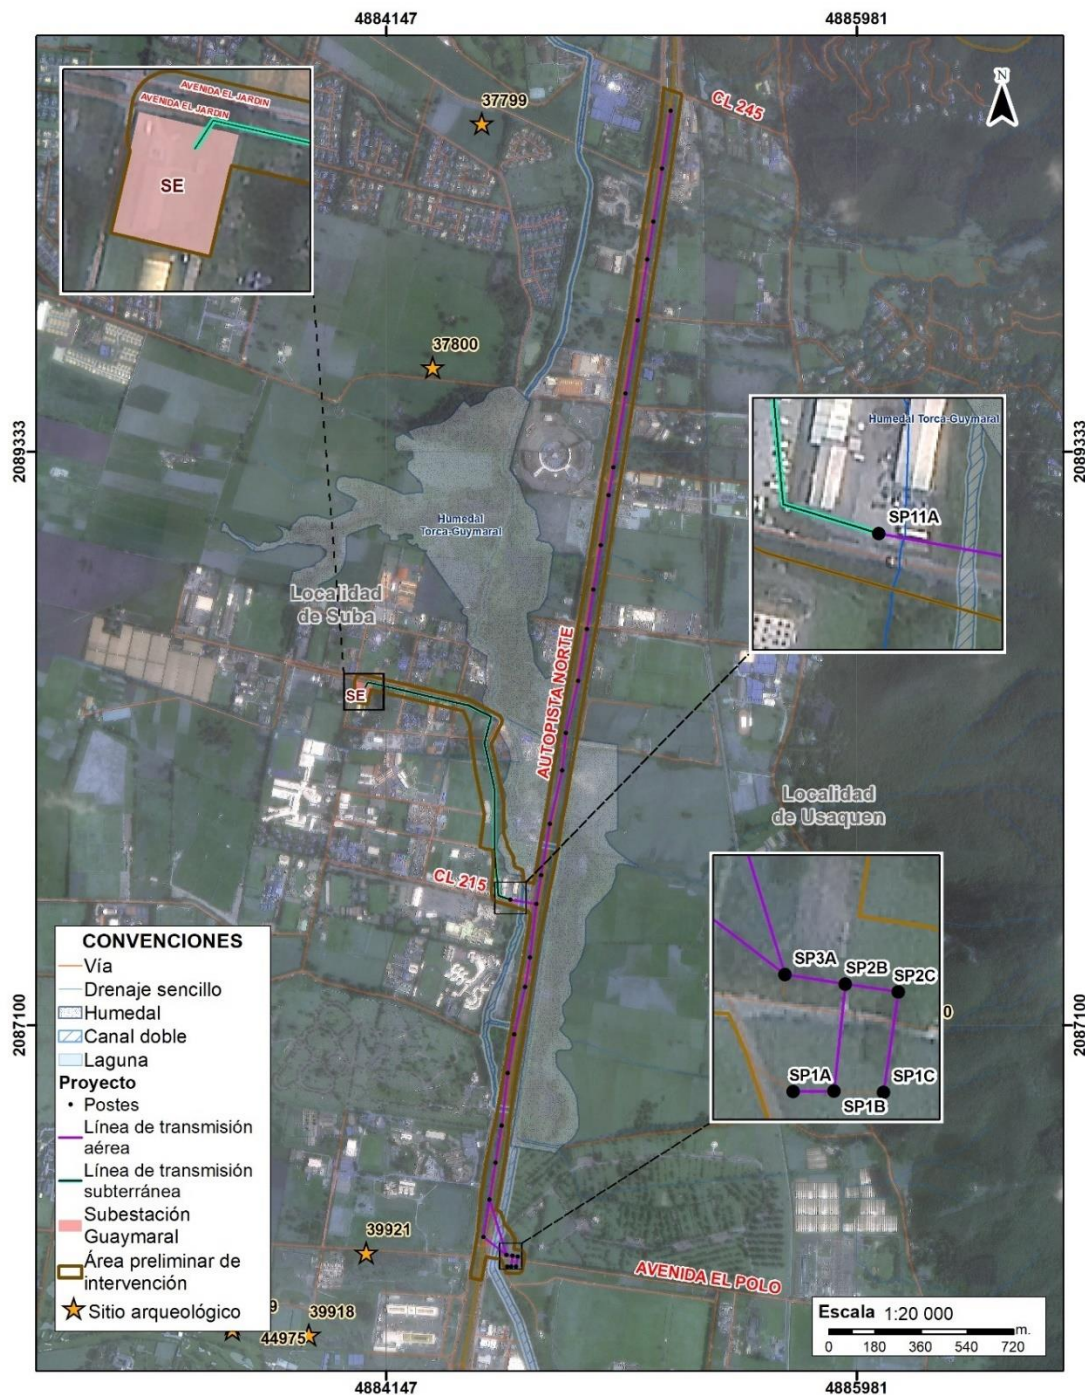 4884147
4885981
N
CL 245
37799
AVENIDA EL JARDIN
AVENIDA EL JARDIN
SE
37800
2089333
2089333
Humedal Torca-Guymaral
SP11A
Humedal
Torca-Guymaral
Localidad
de Suba
AUTOPISTA NORTE
SE
Localidad
de Usaquen
CL 215
SP3A
SP2B
SP2C
0
SP1A
SP1B
SP1C
2087100
2087100
CONVENCIONES
Vía
Drenaje sencillo
Humedal
Canal doble
Laguna
Proyecto
Postes
Línea de transmisión
aérea
Línea de transmisión
subterránea
Subestación
Guaymaral
Área preliminar de
intervención
Sitio arqueológico
39921
9
39918
44975
AVENIDA EL POLO
Escala 1:20 000
0 180 360 540 720 m.
4884147
4885981